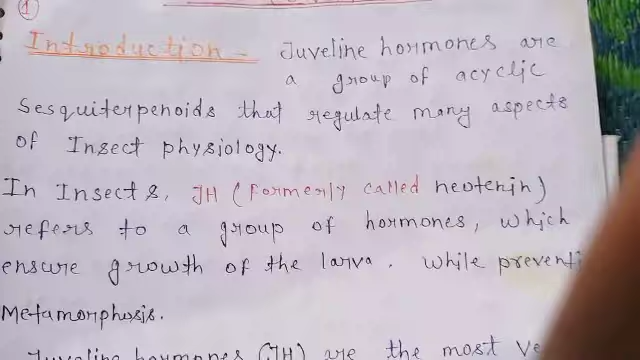 1
Introduction - Juveline hormones are
a group of acyclic
Sesquiterpenoids that regulate many aspects
of Insect physiology.
In Insects, JH (formerly called neotenin)
refers to a group of hormones, which
ensure growth of the larva. while preventi
Metamorphosis.
Juveline hormones (JH) are the most Ve